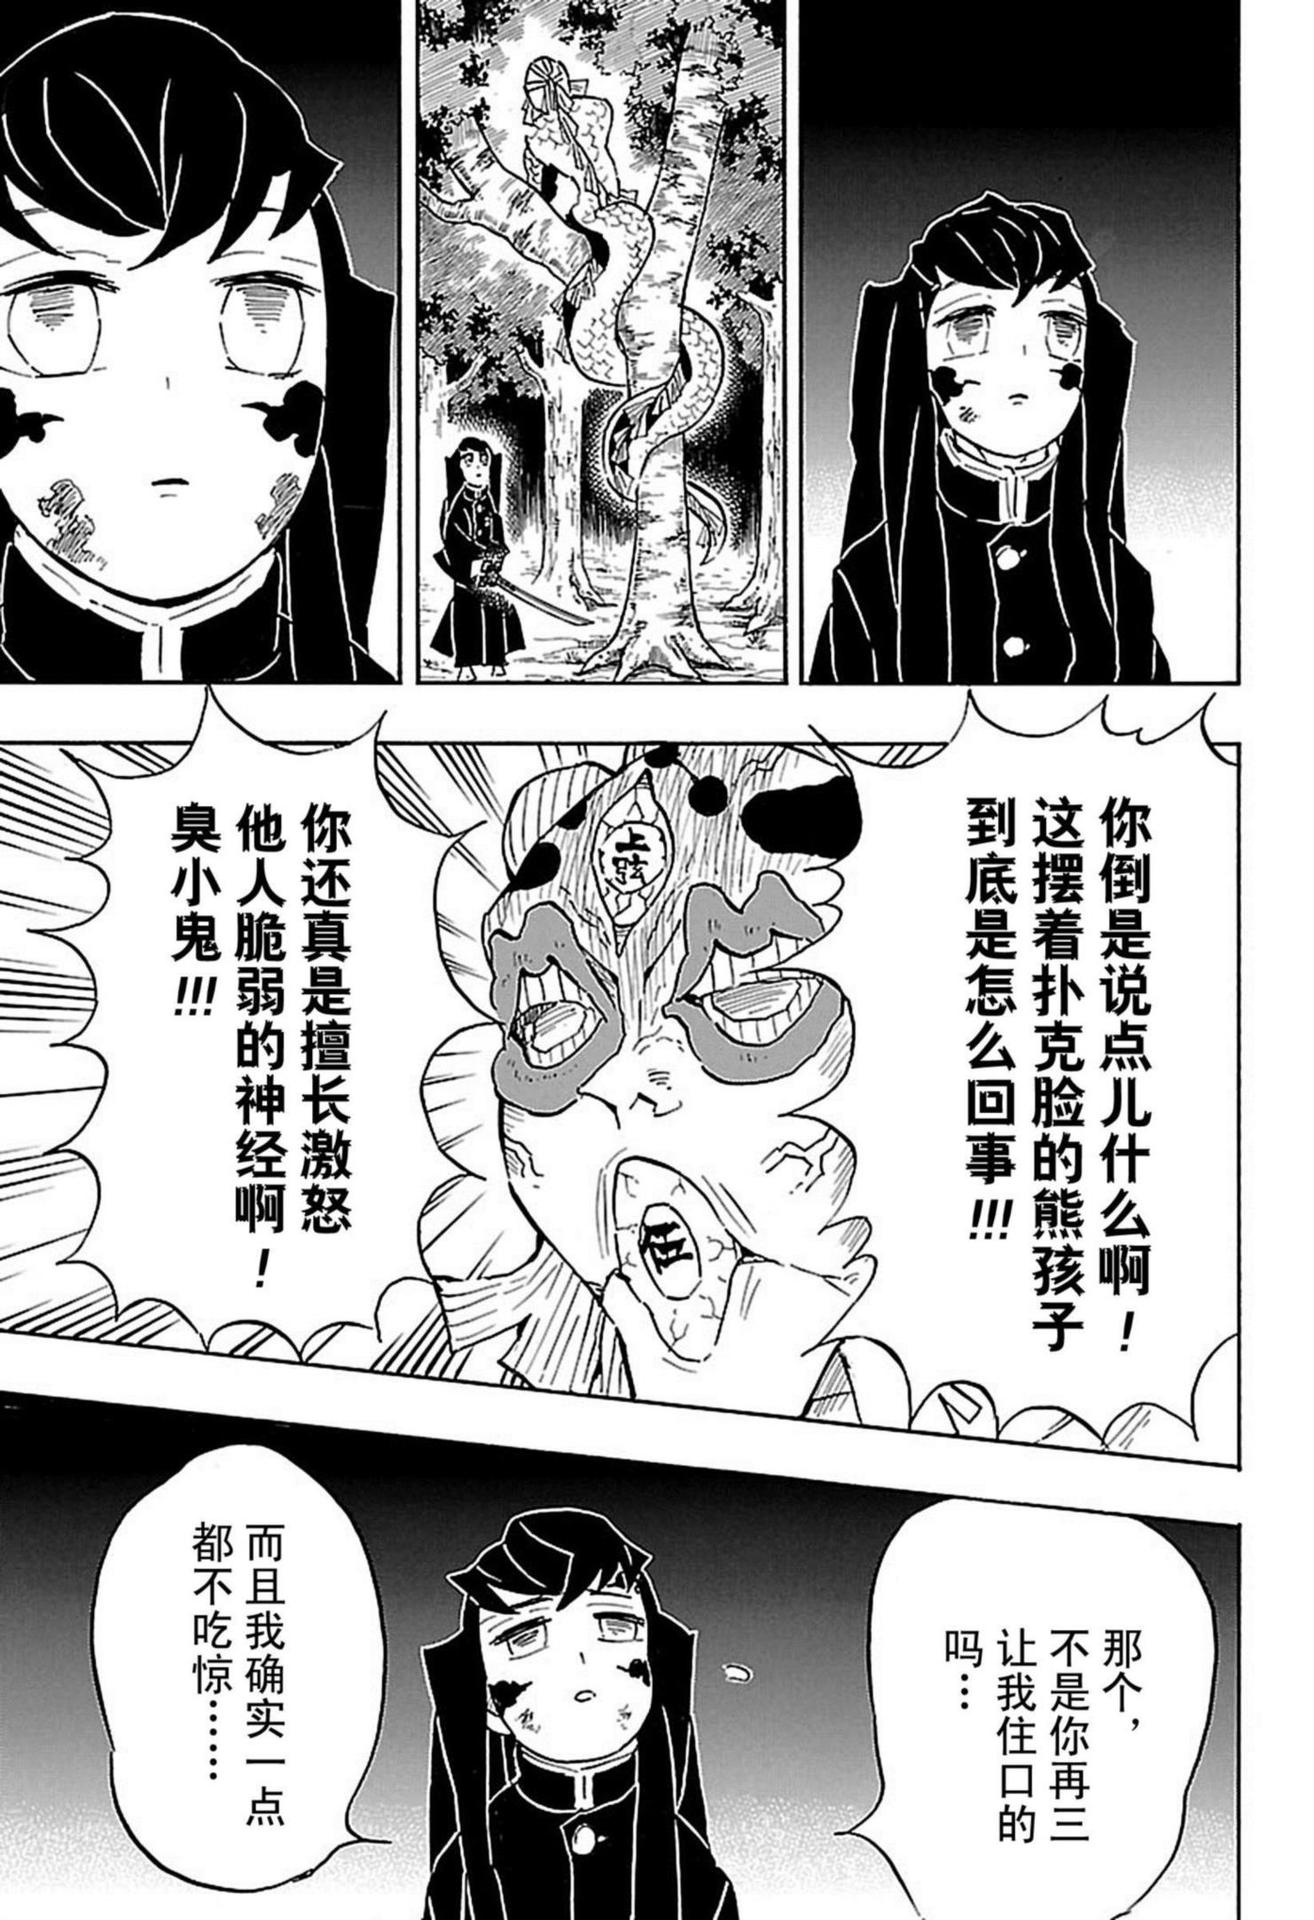 你倒是说点儿什么啊！
这摆着扑克脸的熊孩子
到底是怎么回事!!!
上弦
伍
你还真是擅长激怒
他人脆弱的神经啊！
臭小鬼!!!
那个，
不是你再三
让我住口的
吗…
而且我确实一点
都不吃惊……